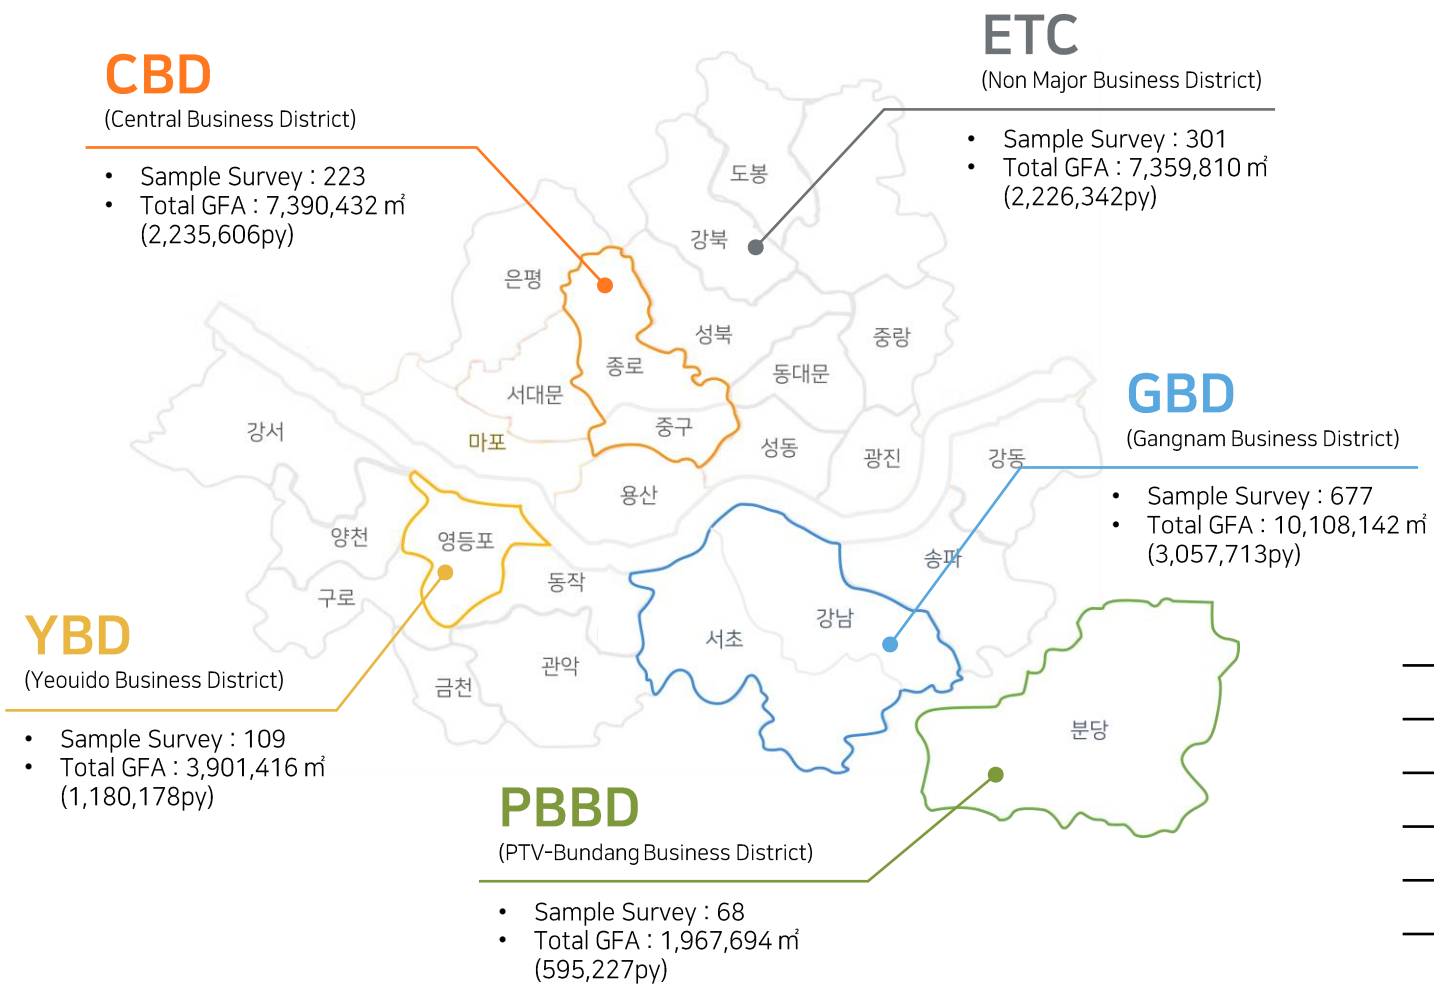 ETC
(Non Major Business District)
• Sample Survey : 301
• Total GFA : 7,359,810 ㎡
(2,226,342py)
CBD
(Central Business District)
• Sample Survey : 223
• Total GFA : 7,390,432 ㎡
(2,235,606py)
도봉
강북
은평
성북
중랑
종로
동대문
서대문
강서
마포
중구
성동
광진
강동
용산
GBD
(Gangnam Business District)
• Sample Survey : 677
• Total GFA : 10,108,142 ㎡
(3,057,713py)
양천
영등포
송파
동작
구로
서초
강남
관악
금천
분당
YBD
(Yeouido Business District)
• Sample Survey : 109
• Total GFA : 3,901,416 ㎡
(1,180,178py)
PBBD
(PTV-Bundang Business District)
• Sample Survey : 68
• Total GFA : 1,967,694 ㎡
(595,227py)